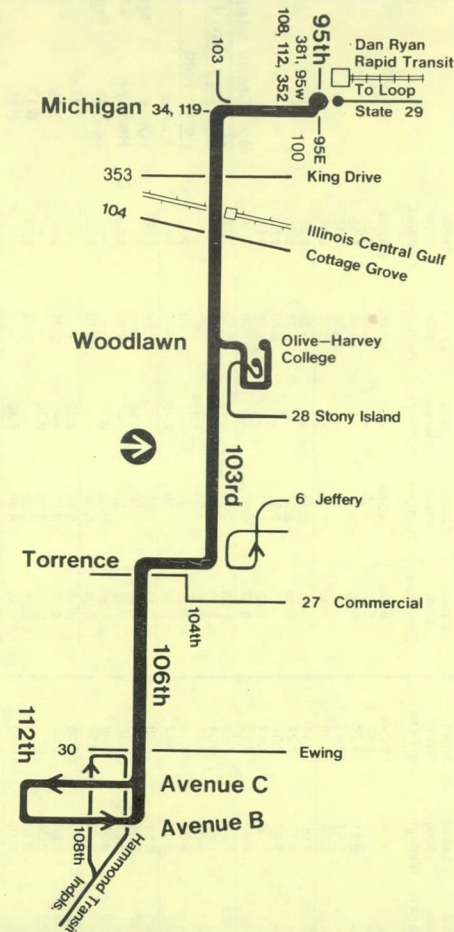 95th
381, 95w
108, 112, 352
Dan Ryan
Rapid Transit
To Loop
State 29
103
Michigan 34, 119
95E
100
353
King Drive
104
Illinois Central Gulf
Cottage Grove
Woodlawn
Olive–Harvey
College
28 Stony Island
103rd
6 Jeffery
Torrence
27 Commercial
104th
106th
112th
30
Ewing
Avenue C
Avenue B
108th
Hammond Transit
Indpls.